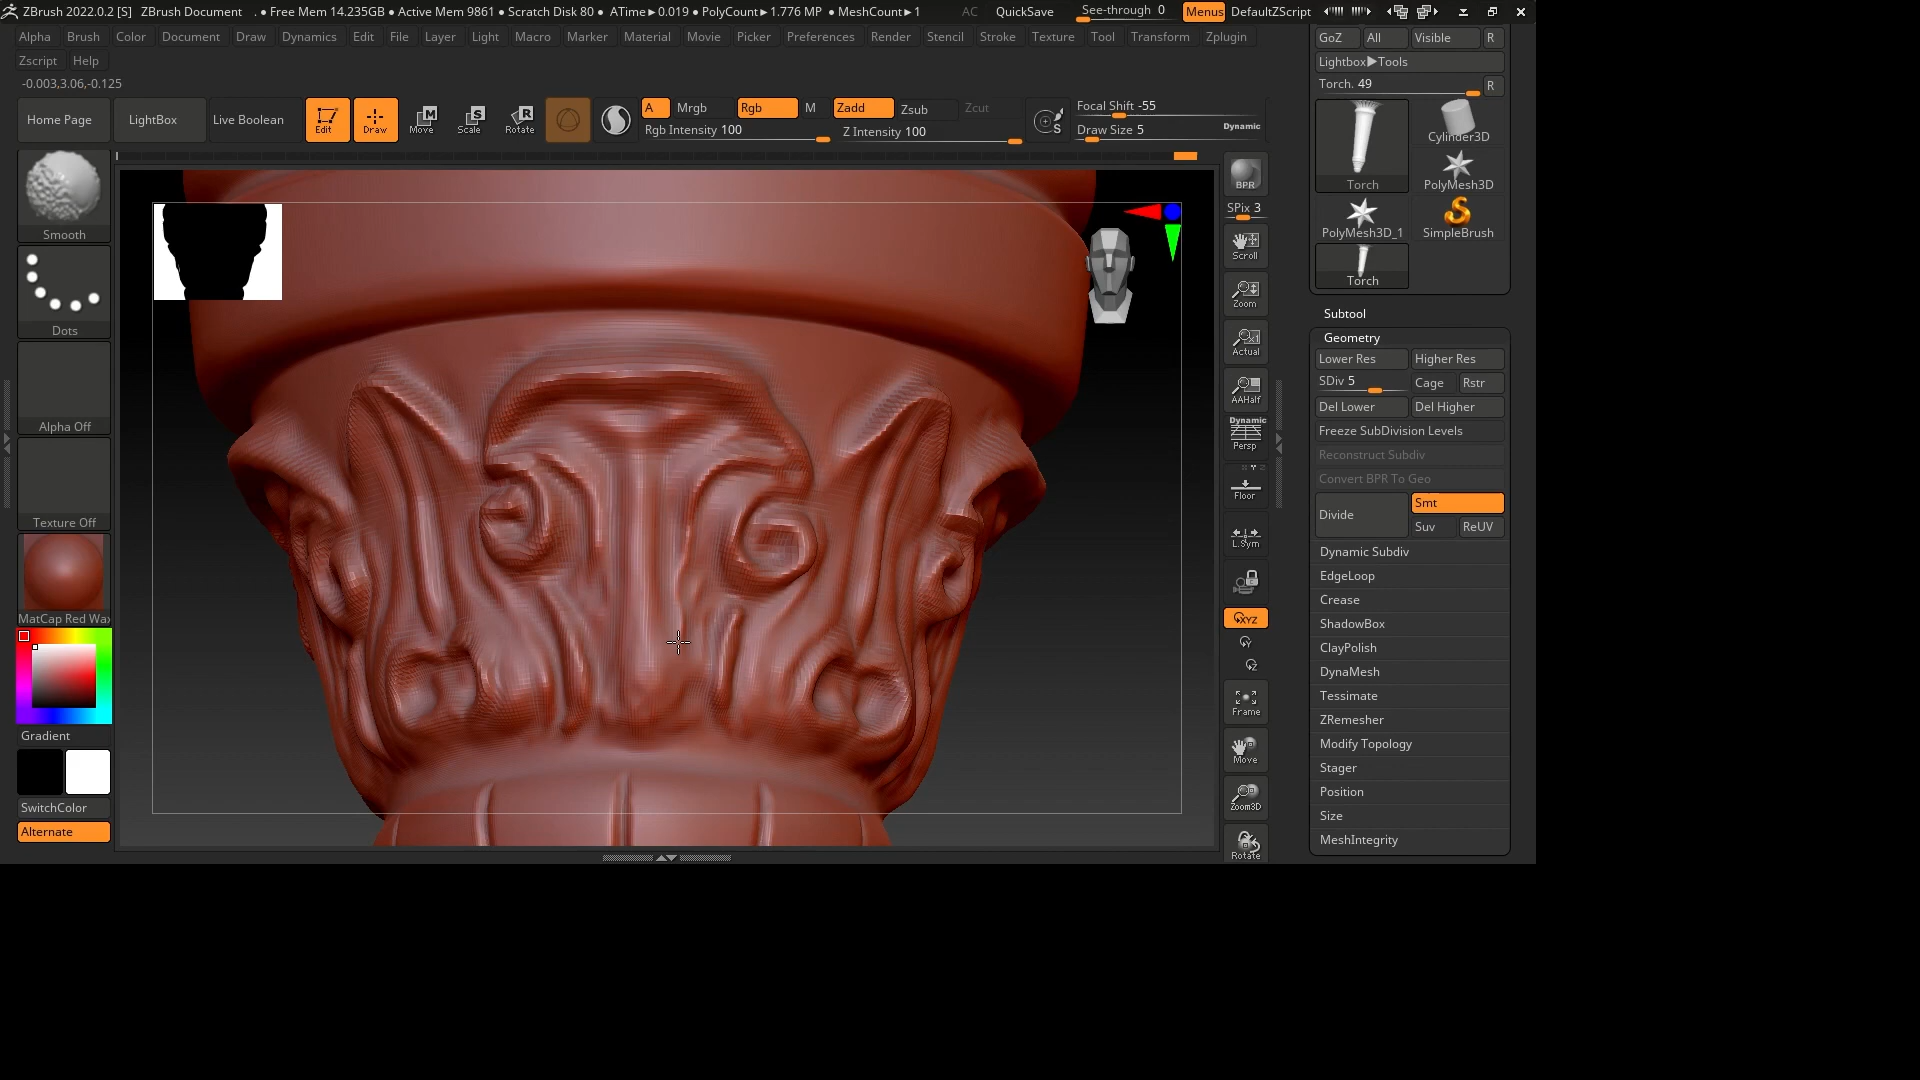 ZBrush 2022.0.2 [S] ZBrush Document . • Free Mem 14.235GB • Active Mem 9861 • Scratch Disk 80 • ATime►0.019 • PolyCount►1.776 MP • MeshCount►1 AC QuickSave See-through 0 Menus DefaultZScript
Alpha Brush Color Document Draw Dynamics Edit File Layer Light Macro Marker Material Movie Picker Preferences Render Stencil Stroke Texture Tool Transform Zplugin
Zscript Help
-0.003,3.06,-0.125
Home Page LightBox Live Boolean Edit Draw Move Scale Rotate
A Mrgb Rgb M Zadd Zsub Zcut
Rgb Intensity 100 Z Intensity 100
Focal Shift -55
Draw Size 5 Dynamic
Smooth
Dots
Alpha Off
Texture Off
MatCap Red Wax
Gradient
SwitchColor
Alternate
BPR
SPix 3
Scroll
Zoom
Actual
AAHalf
Dynamic
Persp
Floor
L.Sym
XYZ
Y
Z
Frame
Move
Zoom3D
Rotate
GoZ All Visible R
Lightbox►Tools
Torch. 49 R
Torch Cylinder3D
PolyMesh3D
PolyMesh3D_1 SimpleBrush
Torch
Subtool
Geometry
Lower Res Higher Res
SDiv 5 Cage Rstr
Del Lower Del Higher
Freeze SubDivision Levels
Reconstruct Subdiv
Convert BPR To Geo
Divide Smt
Suv ReUV
Dynamic Subdiv
EdgeLoop
Crease
ShadowBox
ClayPolish
DynaMesh
Tessimate
ZRemesher
Modify Topology
Stager
Position
Size
MeshIntegrity